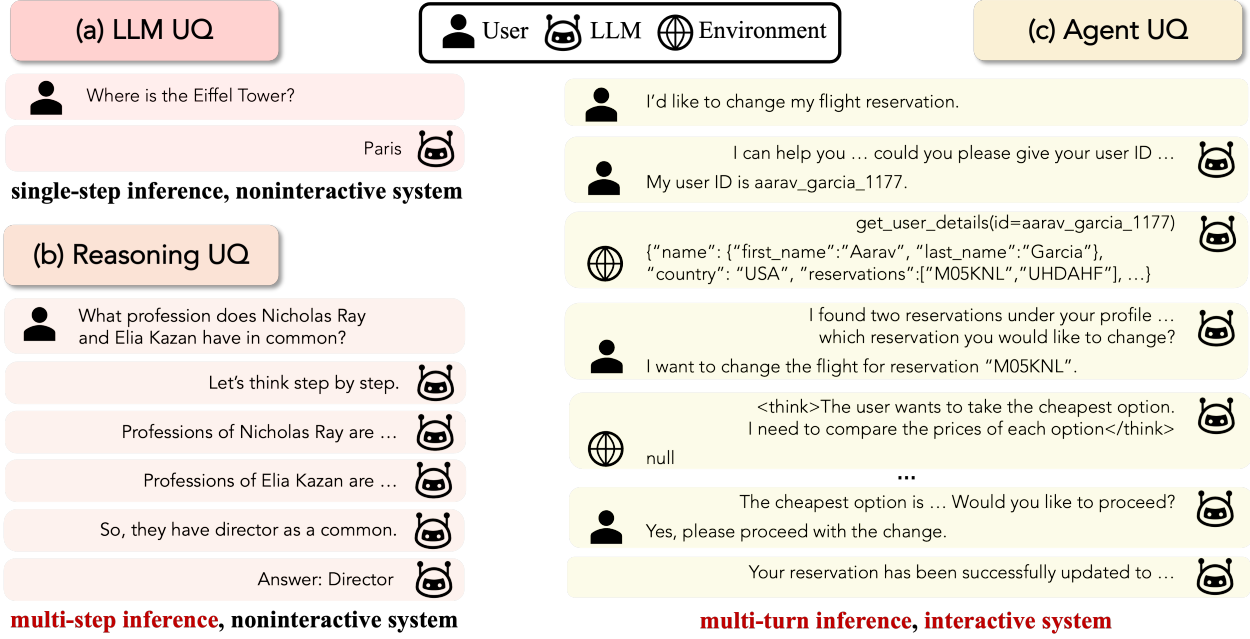 (a) LLM UQ
User LLM Environment
(c) Agent UQ
Where is the Eiffel Tower?
Paris
single-step inference, noninteractive system
(b) Reasoning UQ
What profession does Nicholas Ray
and Elia Kazan have in common?
Let's think step by step.
Professions of Nicholas Ray are …
Professions of Elia Kazan are …
So, they have director as a common.
Answer: Director
multi-step inference, noninteractive system
I'd like to change my flight reservation.
I can help you … could you please give your user ID …
My user ID is aarav_garcia_1177.
get_user_details(id=aarav_garcia_1177)
{“name”: {“first_name”:”Aarav”, “last_name”:”Garcia”},
“country”: “USA”, “reservations”:[”M05KNL”,”UHDAHF”], …}
I found two reservations under your profile …
which reservation you would like to change?
I want to change the flight for reservation “M05KNL”.
<think>The user wants to take the cheapest option.
I need to compare the prices of each option</think>
null
...
The cheapest option is … Would you like to proceed?
Yes, please proceed with the change.
Your reservation has been successfully updated to …
multi-turn inference, interactive system